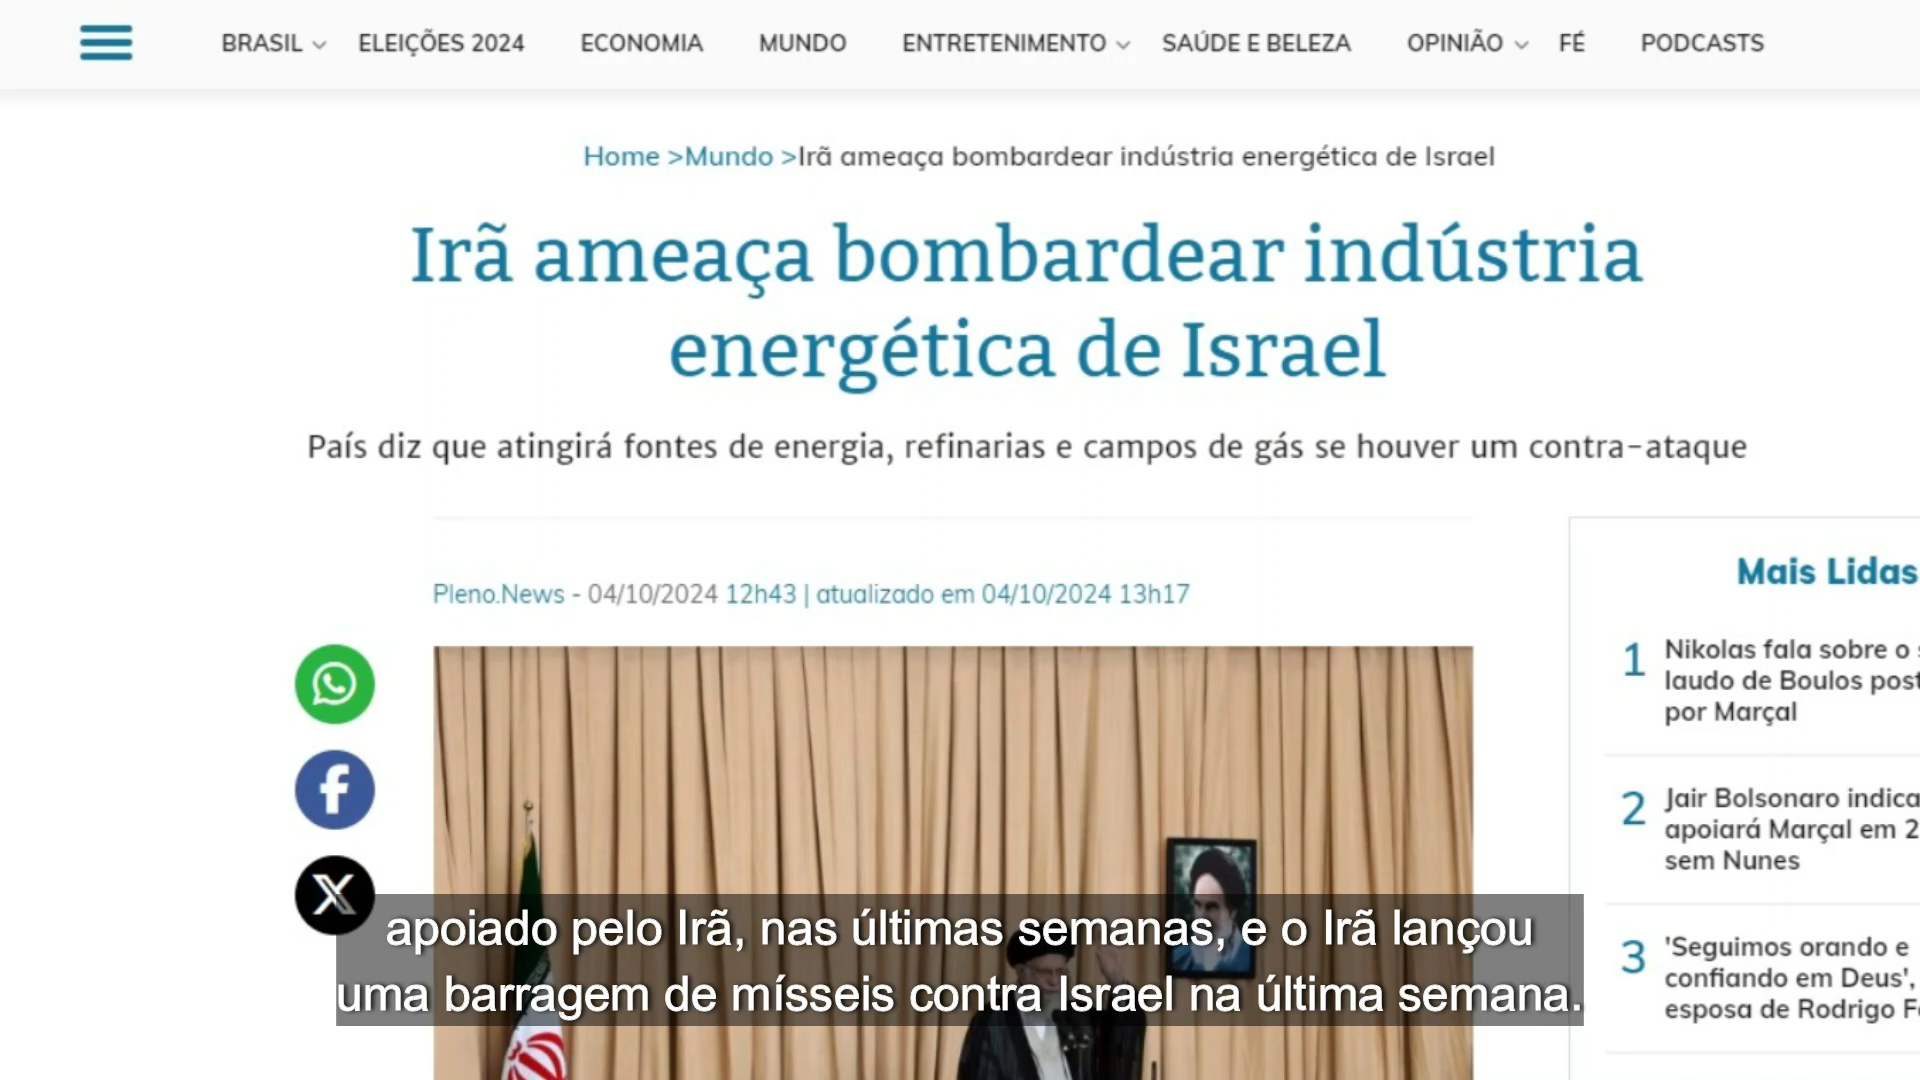 BRASIL ELEIÇÕES 2024 ECONOMIA MUNDO ENTRETENIMENTO SAÚDE E BELEZA OPINIÃO FÉ PODCASTS
Home >Mundo >Irã ameaça bombardear indústria energética de Israel
Irã ameaça bombardear indústria
energética de Israel
País diz que atingirá fontes de energia, refinarias e campos de gás se houver um contra-ataque
Pleno.News - 04/10/2024 12h43 | atualizado em 04/10/2024 13h17
Mais Lidas
1 Nikolas fala sobre o
laudo de Boulos
por Marçal
2 Jair Bolsonaro indica
apoiará Marçal em
sem Nunes
3 'Seguimos orando e
confiando em Deus',
esposa de Rodrigo
apoiado pelo Irã, nas últimas semanas, e o Irã lançou
uma barragem de mísseis contra Israel na última semana.